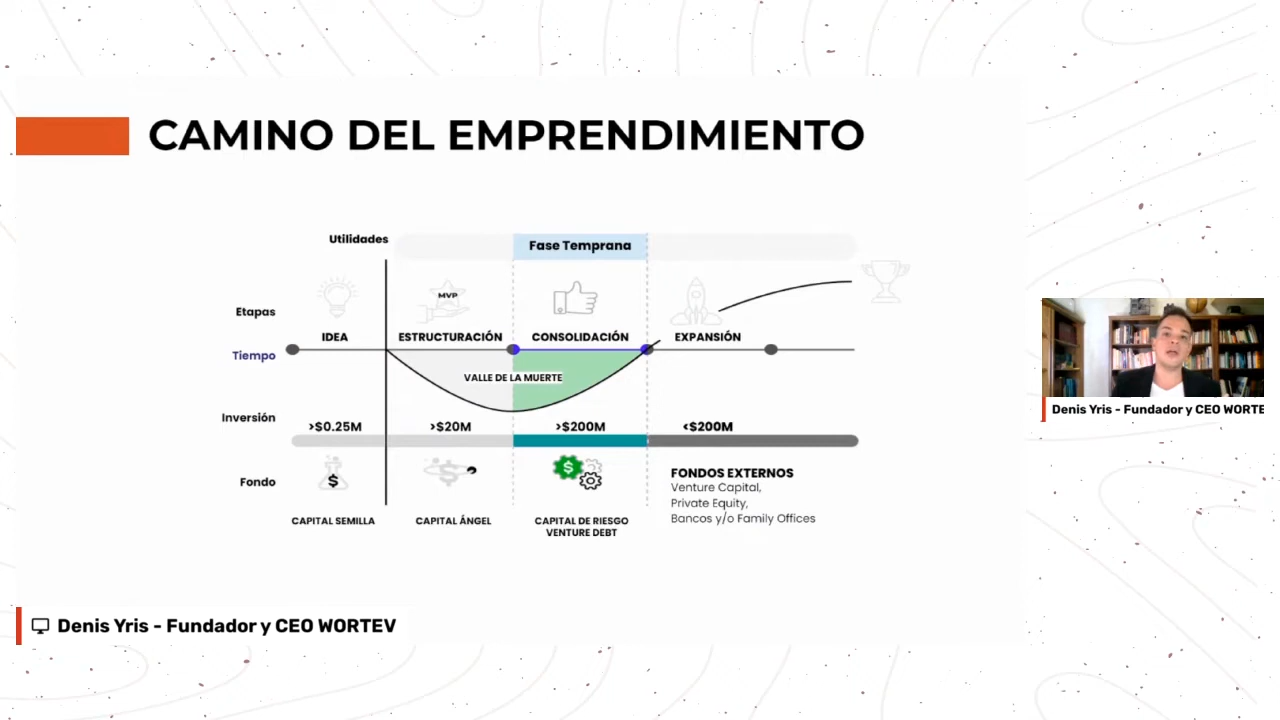 CAMINO DEL EMPRENDIMIENTO
Utilidades
Fase Temprana
MVP
Etapas
IDEA
ESTRUCTURACIÓN
CONSOLIDACIÓN
EXPANSIÓN
Tiempo
VALLE DE LA MUERTE
Inversión
>$0.25M
>$20M
>$200M
<$200M
Fondo
CAPITAL SEMILLA
CAPITAL ÁNGEL
CAPITAL DE RIESGO
VENTURE DEBT
FONDOS EXTERNOS
Venture Capital,
Private Equity,
Bancos y/o Family Offices
Denis Yris - Fundador y CEO WORTE
Denis Yris - Fundador y CEO WORTEV